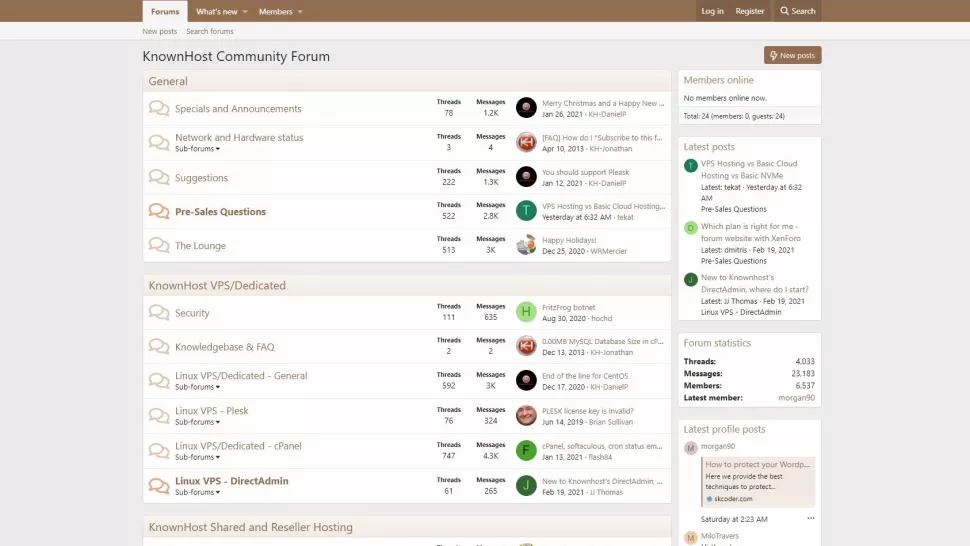 Forums What's new Members Log in Register Search
New posts Search forums
KnownHost Community Forum
New posts
General
Specials and Announcements
Threads 78
Messages 1.2K
Merry Christmas and a Happy New ...
Jan 26, 2021 · KH-DanielP
Network and Hardware status
Sub-forums
Threads 3
Messages 4
[FAQ] How do I "Subscribe to this f...
Apr 10, 2013 · KH-Jonathan
Suggestions
Threads 222
Messages 1.3K
You should support Pleask
Jan 12, 2021 · KH-DanielP
Pre-Sales Questions
Threads 522
Messages 2.8K
T
VPS Hosting vs Basic Cloud Hosting...
Yesterday at 6:32 AM · tekat
The Lounge
Threads 513
Messages 3K
Happy Holidays!
Dec 25, 2020 · WRMercier
KnownHost VPS/Dedicated
Security
Threads 111
Messages 635
H
FritzFrog botnet
Aug 30, 2020 · hochd
Knowledgebase & FAQ
Threads 2
Messages 2
0.00MB MySQL Database Size in cP...
Dec 13, 2013 · KH-Jonathan
Linux VPS/Dedicated - General
Sub-forums
Threads 592
Messages 3K
End of the line for CentOS
Dec 17, 2020 · KH-DanielP
Linux VPS - Plesk
Sub-forums
Threads 76
Messages 324
PLESK license key is invalid?
Jun 14, 2019 · Brian Sullivan
Linux VPS/Dedicated - cPanel
Sub-forums
Threads 747
Messages 4.3K
F
cPanel, softaculous, cron status em...
Jan 13, 2021 · flash84
Linux VPS - DirectAdmin
Sub-forums
Threads 61
Messages 265
J
New to Knownhost's DirectAdmin, ...
Feb 19, 2021 · JJ Thomas
KnownHost Shared and Reseller Hosting
Members online
No members online now.
Total: 24 (members: 0, guests: 24)
Latest posts
T
VPS Hosting vs Basic Cloud
Hosting vs Basic NVMe
Latest: tekat · Yesterday at 6:32
AM
Pre-Sales Questions
D
Which plan is right for me -
forum website with XenForo
Latest: dmitris · Feb 19, 2021
Pre-Sales Questions
J
New to Knownhost's
DirectAdmin, where do I start?
Latest: JJ Thomas · Feb 19, 2021
Linux VPS - DirectAdmin
Forum statistics
Threads: 4,033
Messages: 23,183
Members: 6,537
Latest member: morgan90
Latest profile posts
M
morgan90
How to protect your Wordp...
Here we provide the best
techniques to protect...
skcoder.com
Saturday at 2:23 AM ...
M
MiloTravers